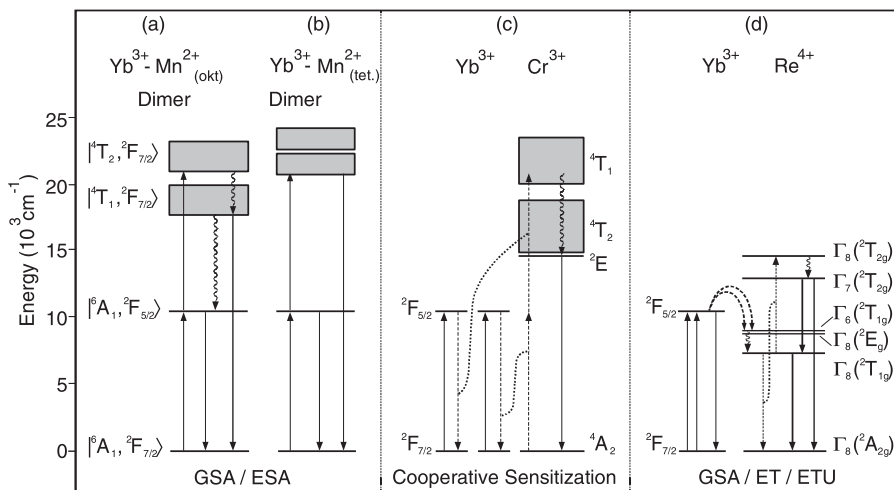 (a)
(b)
(c)
(d)
Yb³⁺- Mn²⁺(okt)
Dimer
Yb³⁺- Mn²⁺(tet.)
Dimer
Yb³⁺ Cr³⁺
Yb³⁺ Re⁴⁺
Energy (10³cm⁻¹)
25
20
15
10
5
0
|⁴T₂,²F₇/₂⟩
|⁴T₁,²F₇/₂⟩
|⁶A₁,²F₅/₂⟩
|⁶A₁,²F₇/₂⟩
GSA / ESA
⁴T₁
⁴T₂
²E
²F₅/₂
²F₇/₂
⁴A₂
Cooperative Sensitization
²F₅/₂
²F₇/₂
Γ₈(²T₂g)
Γ₇(²T₂g)
Γ₆(²T₁g)
Γ₈(²Eg)
Γ₈(²T₁g)
Γ₈(²A₂g)
GSA / ET / ETU